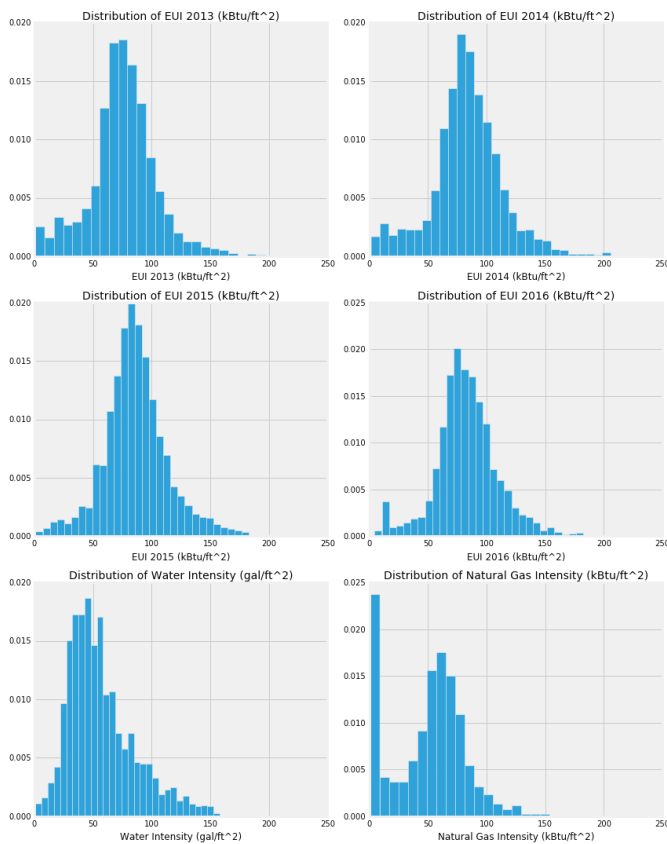 Distribution of EUI 2013 (kBtu/ft^2)
0.020
0.015
0.010
0.005
0.000
0 50 100 150 200 250
EUI 2013 (kBtu/ft^2)
Distribution of EUI 2014 (kBtu/ft^2)
0.020
0.015
0.010
0.005
0.000
0 50 100 150 200 250
EUI 2014 (kBtu/ft^2)
Distribution of EUI 2015 (kBtu/ft^2)
0.020
0.015
0.010
0.005
0.000
0 50 100 150 200 250
EUI 2015 (kBtu/ft^2)
Distribution of EUI 2016 (kBtu/ft^2)
0.025
0.020
0.015
0.010
0.005
0.000
0 50 100 150 200 250
EUI 2016 (kBtu/ft^2)
Distribution of Water Intensity (gal/ft^2)
0.020
0.015
0.010
0.005
0.000
0 50 100 150 200 250
Water Intensity (gal/ft^2)
Distribution of Natural Gas Intensity (kBtu/ft^2)
0.025
0.020
0.015
0.010
0.005
0.000
0 50 100 150 200 250
Natural Gas Intensity (kBtu/ft^2)